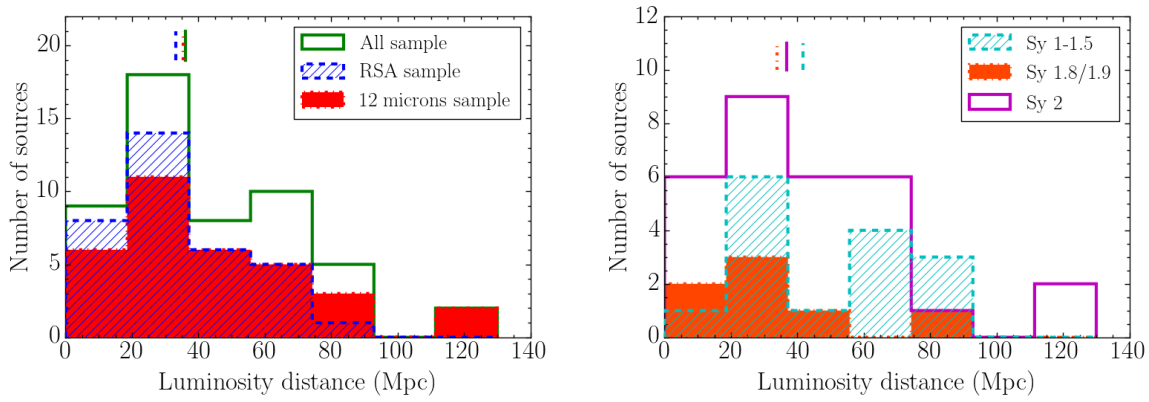 20
15
10
5
0
0 20 40 60 80 100 120 140
Number of sources
Luminosity distance (Mpc)
All sample
RSA sample
12 microns sample
12
10
8
6
4
2
0
0 20 40 60 80 100 120 140
Number of sources
Luminosity distance (Mpc)
Sy 1-1.5
Sy 1.8/1.9
Sy 2